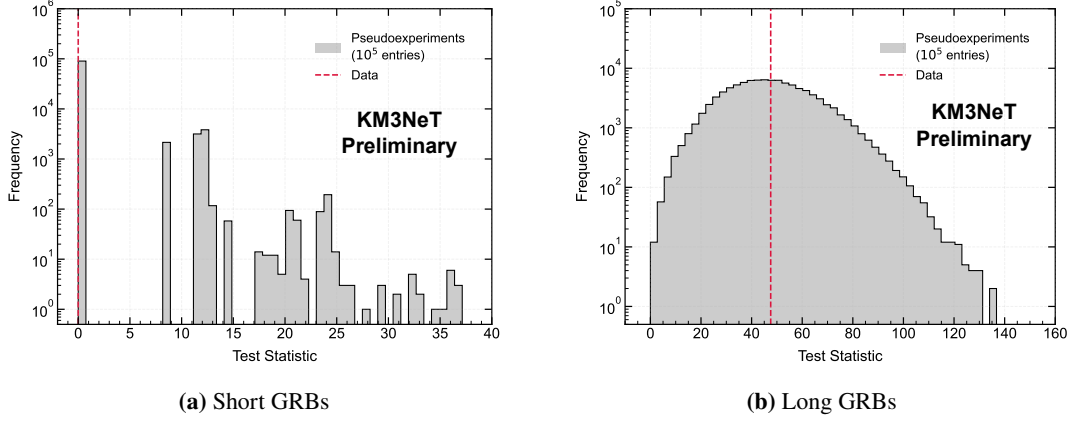 10^6
10^5
10^4
10^3
10^2
10^1
10^0
Frequency
Pseudoexperiments
(10^5 entries)
Data
KM3NeT
Preliminary
0 5 10 15 20 25 30 35 40
Test Statistic
(a) Short GRBs
10^5
10^4
10^3
10^2
10^1
10^0
Frequency
Pseudoexperiments
(10^5 entries)
Data
KM3NeT
Preliminary
0 20 40 60 80 100 120 140 160
Test Statistic
(b) Long GRBs